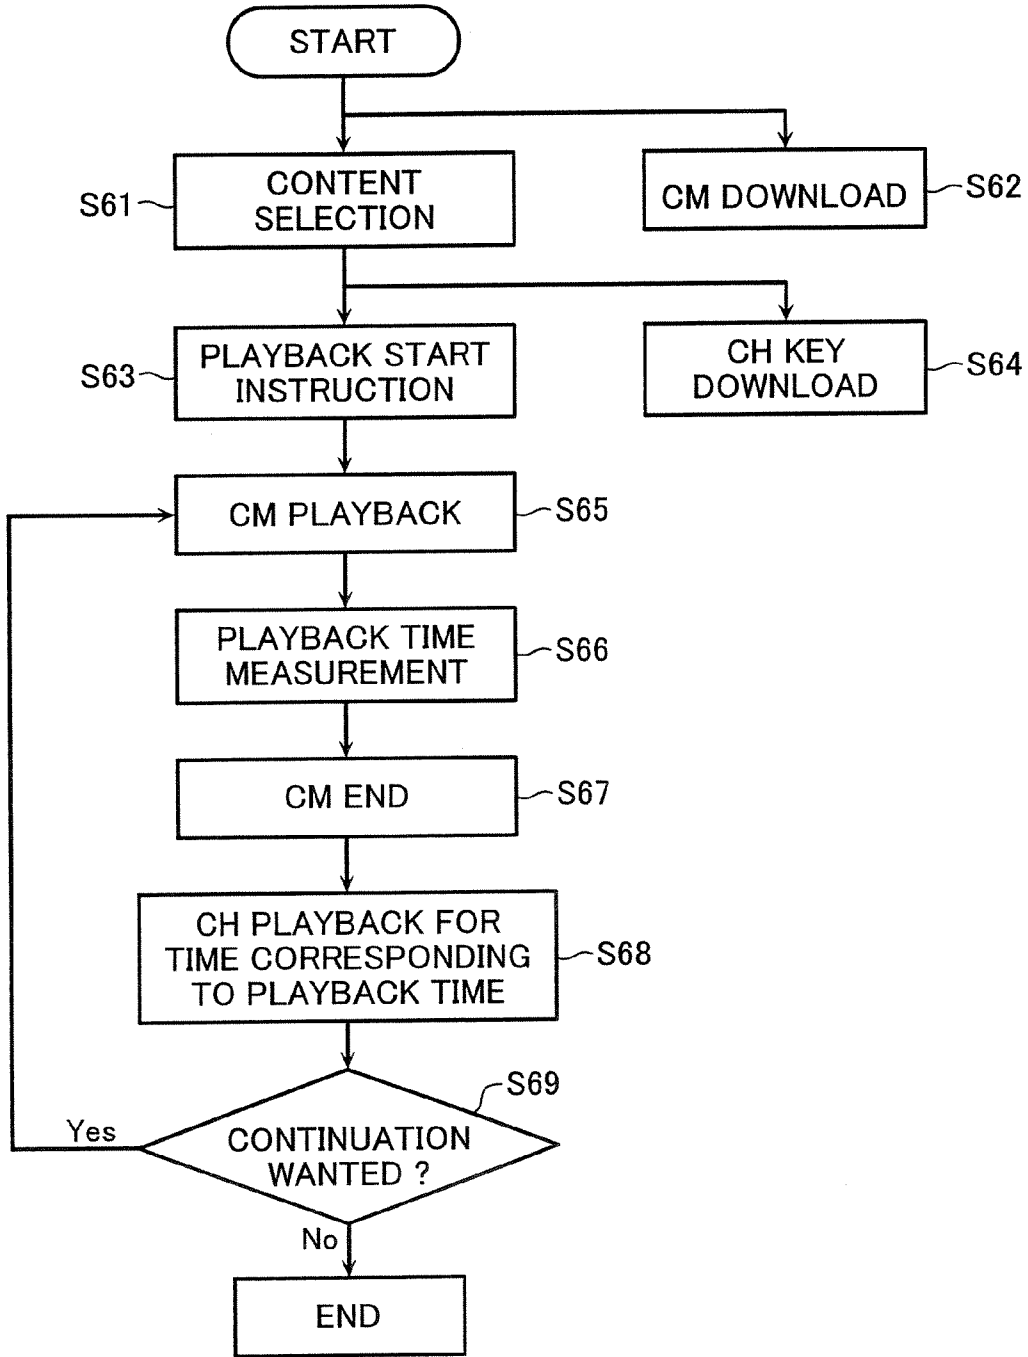 START
CONTENT
SELECTION
S61
CM DOWNLOAD
S62
PLAYBACK START
INSTRUCTION
S63
CH KEY
DOWNLOAD
S64
CM PLAYBACK
S65
PLAYBACK TIME
MEASUREMENT
S66
CM END
S67
CH PLAYBACK FOR
TIME CORRESPONDING
TO PLAYBACK TIME
S68
S69
Yes
CONTINUATION
WANTED ?
No
END